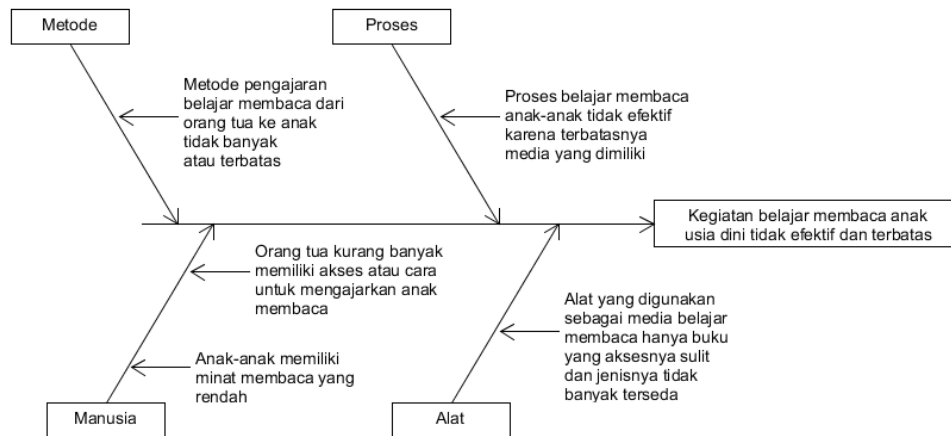 Metode
Proses
Metode pengajaran
belajar membaca dari
orang tua ke anak
tidak banyak
atau terbatas
Proses belajar membaca
anak-anak tidak efektif
karena terbatasnya
media yang dimiliki
Kegiatan belajar membaca anak
usia dini tidak efektif dan terbatas
Orang tua kurang banyak
memiliki akses atau cara
untuk mengajarkan anak
membaca
Anak-anak memiliki
minat membaca yang
rendah
Alat yang digunakan
sebagai media belajar
membaca hanya buku
yang aksesnya sulit
dan jenisnya tidak
banyak terseda
Manusia
Alat